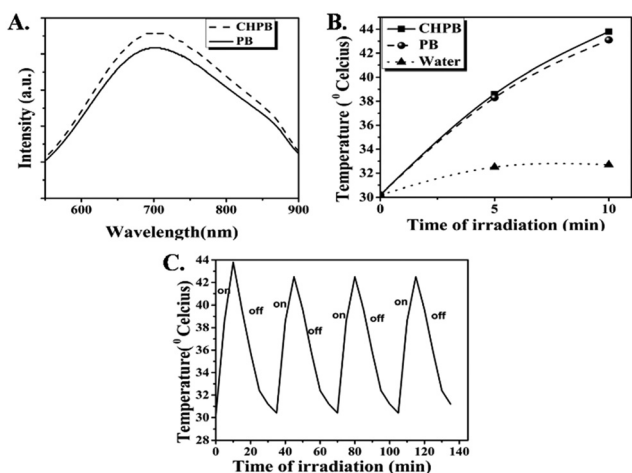 A.
CHPB
PB
Intensity (a.u.)
600 700 800 900
Wavelength(nm)
B.
CHPB
PB
Water
Temperature (⁰ Celcius)
44
42
40
38
36
34
32
30
0 5 10
Time of irradiation (min)
C.
Temperature(⁰ Celcius)
44
42
40
38
36
34
32
30
28
on off on off on off on off
0 20 40 60 80 100 120 140
Time of irradiation (min)